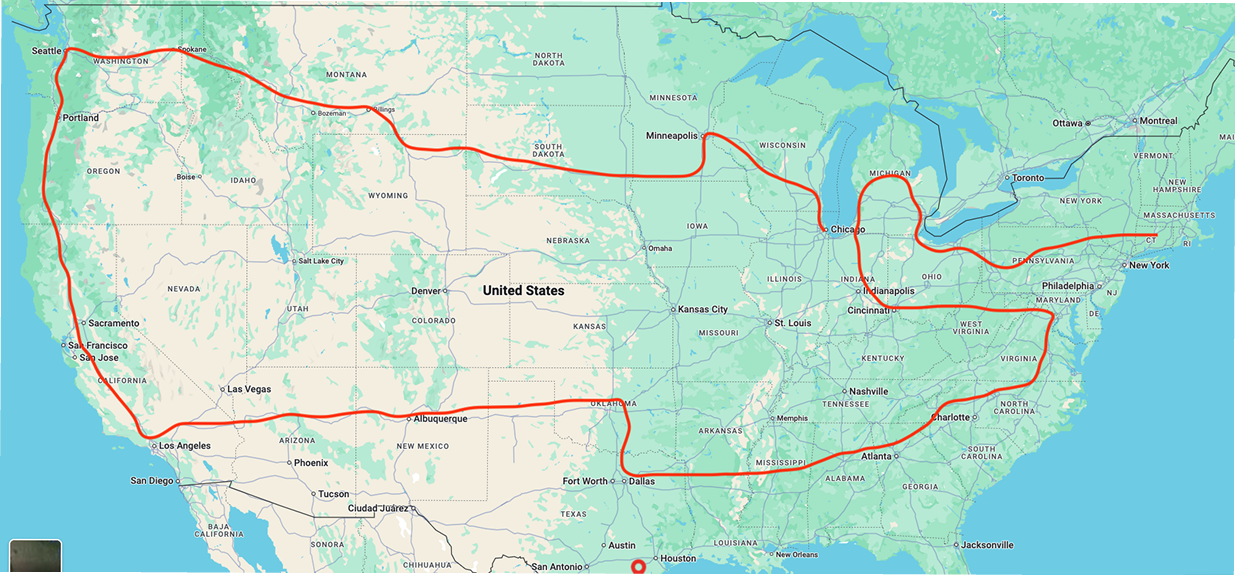 Ottawa
Montreal
Seattle
Spokane
WASHINGTON
NORTH
DAKOTA
MONTANA
MINNESOTA
Billings
Bozeman
Portland
Minneapolis
WISCONSIN
VERMONT
MAI
SOUTH
DAKOTA
OREGON
Boise
IDAHO
MICHIGAN
Toronto
NEW
HAMPSHIRE
WYOMING
NEW YORK
MASSACHUSETTS
IOWA
Chicago
NEBRASKA
Omaha
CT
RI
Salt Lake City
PENNSYLVANIA
New York
NEVADA
Denver
United States
ILLINOIS
INDIANA
Indianapolis
OHIO
Philadelphia
NJ
MARYLAND
UTAH
COLORADO
Kansas City
Cincinnati
DE
Sacramento
KANSAS
MISSOURI
St. Louis
WEST
VIRGINIA
San Francisco
San Jose
KENTUCKY
VIRGINIA
CALIFORNIA
Las Vegas
Nashville
TENNESSEE
OKLAHOMA
NORTH
CAROLINA
Albuquerque
Memphis
Charlotte
ARKANSAS
Los Angeles
ARIZONA
NEW MEXICO
SOUTH
CAROLINA
Phoenix
MISSISSIPPI
Atlanta
San Diego
Fort Worth
Dallas
ALABAMA
GEORGIA
Tucson
Ciudad Juárez
TEXAS
BAJA
CALIFORNIA
SONORA
Austin
LOUISIANA
Jacksonville
Houston
New Orleans
CHIHUAHUA
San Antonio